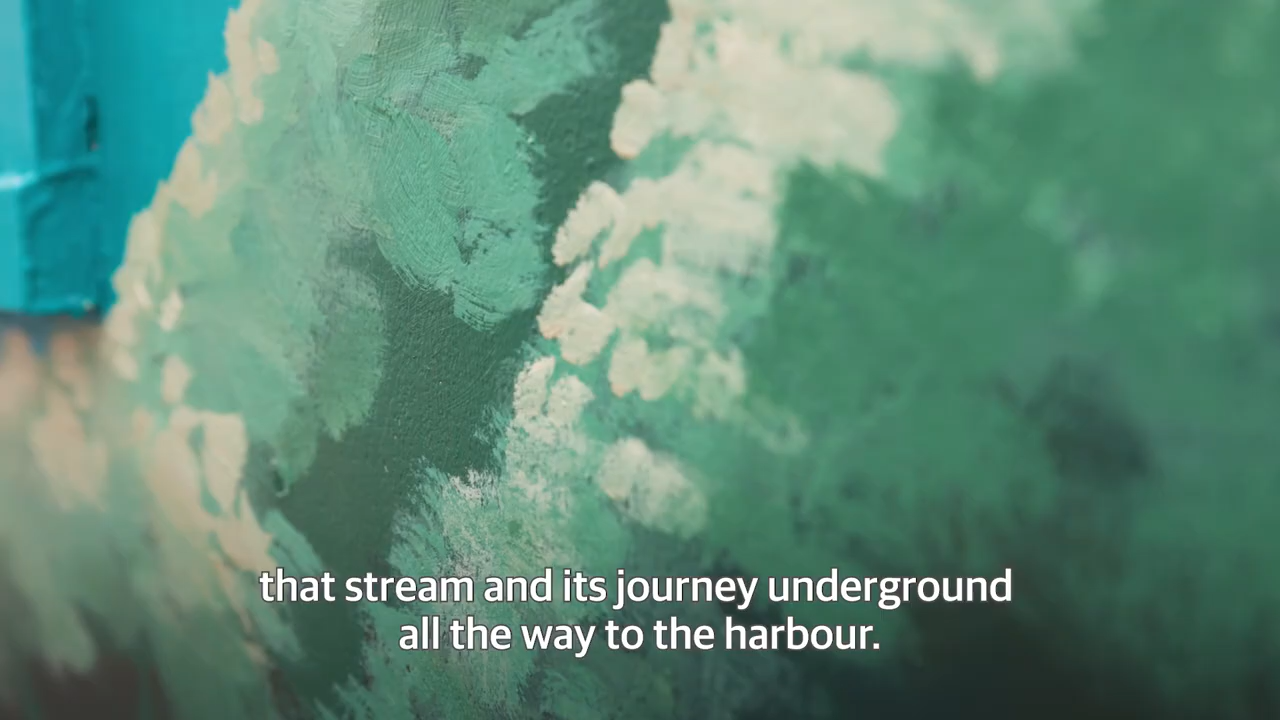 that stream and its journey underground
all the way to the harbour.